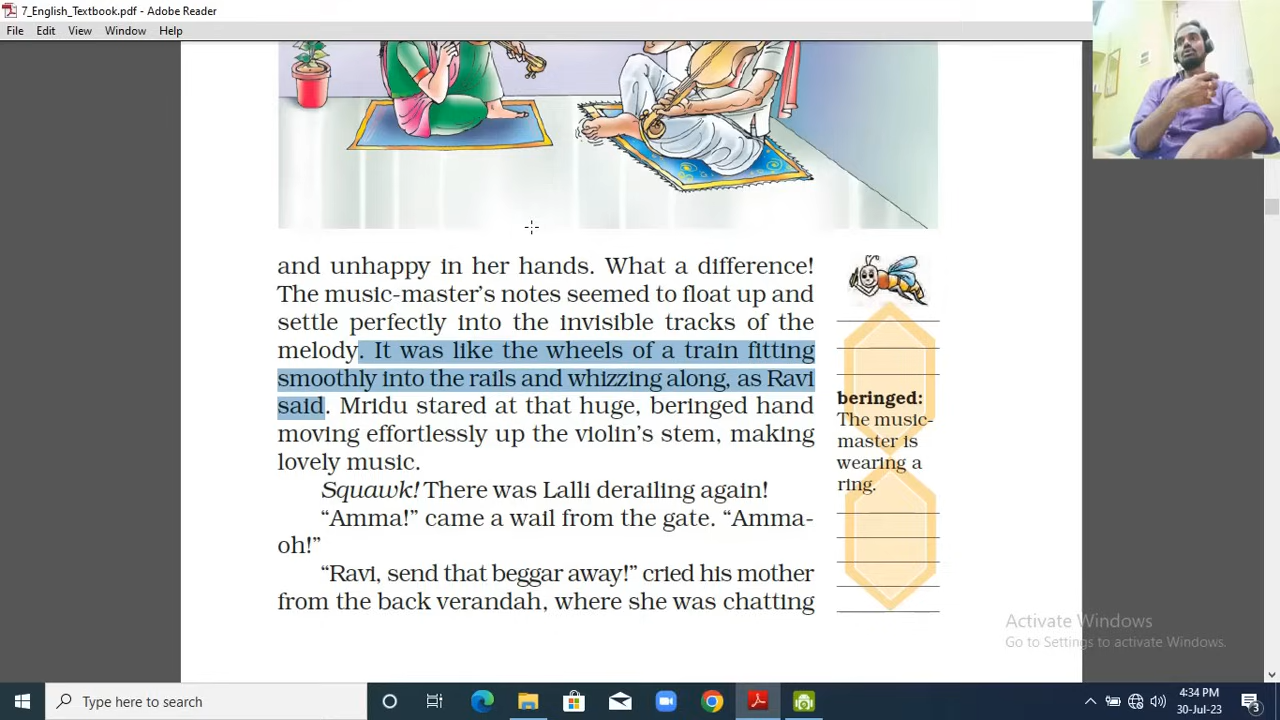 7_English_Textbook.pdf - Adobe Reader
File Edit View Window Help
and unhappy in her hands. What a difference!
The music-master's notes seemed to float up and
settle perfectly into the invisible tracks of the
melody. It was like the wheels of a train fitting
smoothly into the rails and whizzing along, as Ravi
said. Mridu stared at that huge, beringed hand
moving effortlessly up the violin's stem, making
lovely music.
Squawk! There was Lalli derailing again!
“Amma!” came a wail from the gate. “Amma-
oh!”
“Ravi, send that beggar away!” cried his mother
from the back verandah, where she was chatting
beringed:
The music-
master is
wearing a
ring.
Activate Windows
Go to Settings to activate Windows.
Type here to search
4:34 PM
30-Jul-23
3